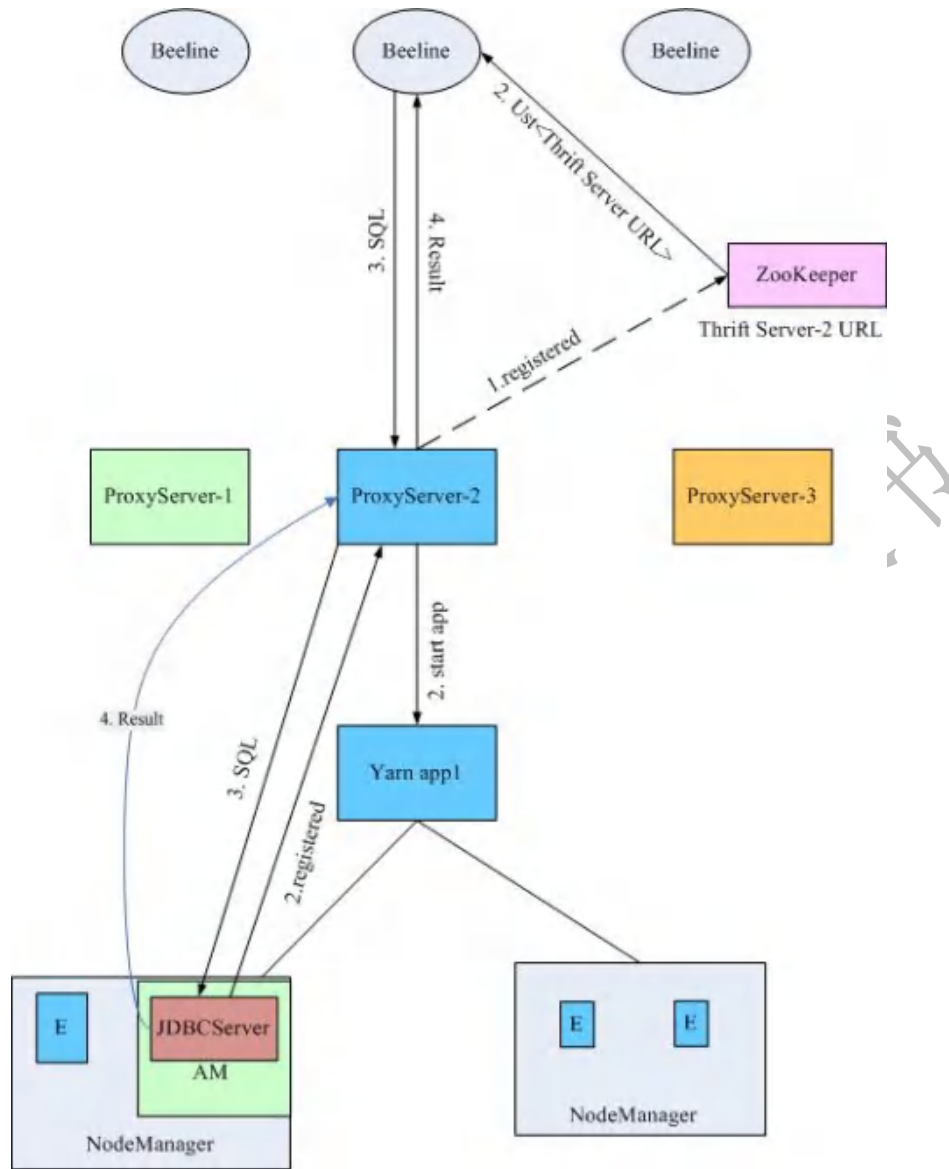 Beeline
Beeline
Beeline
2. Ust<Thrift Server
URL>
3. SQL
4. Result
ZooKeeper
Thrift Server-2 URL
1.registered
ProxyServer-1
ProxyServer-2
ProxyServer-3
2. start app
4. Result
3. SQL
2.registered
Yarn app1
E
JDBCServer
AM
NodeManager
E
E
NodeManager